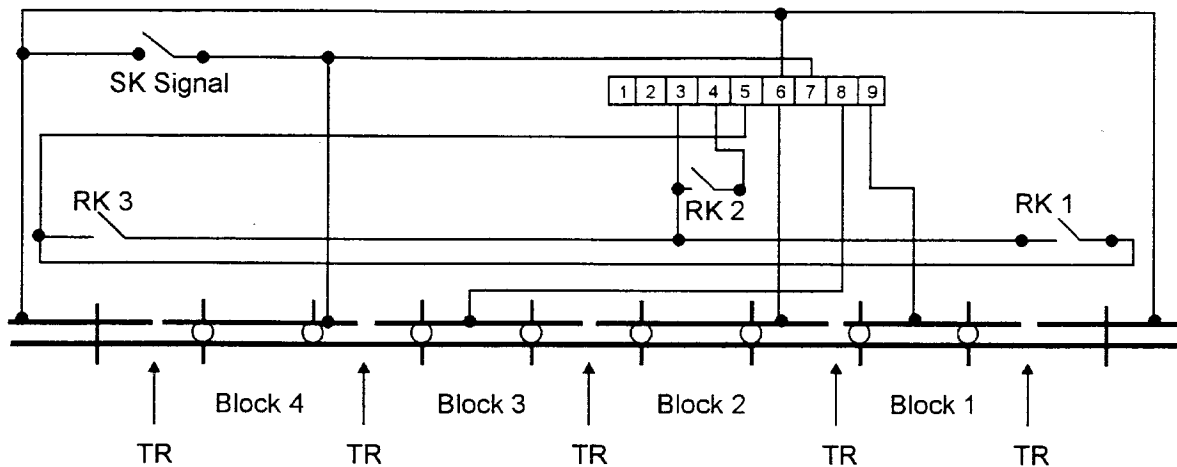 SK Signal
1 2 3 4 5 6 7 8 9
RK 3
RK 2
RK 1
Block 4
Block 3
Block 2
Block 1
TR
TR
TR
TR
TR